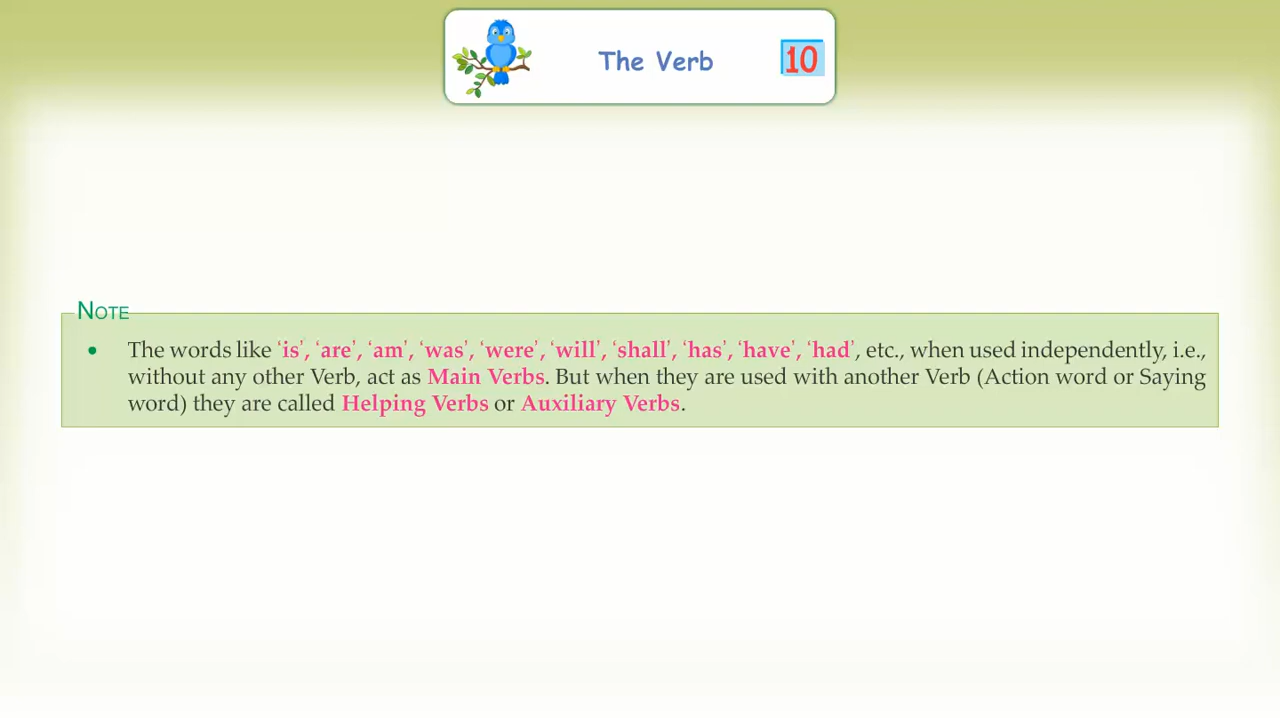 The Verb
10
NOTE
• The words like ‘is’, ‘are’, ‘am’, ‘was’, ‘were’, ‘will’, ‘shall’, ‘has’, ‘have’, ‘had’, etc., when used independently, i.e.,
without any other Verb, act as Main Verbs. But when they are used with another Verb (Action word or Saying
word) they are called Helping Verbs or Auxiliary Verbs.